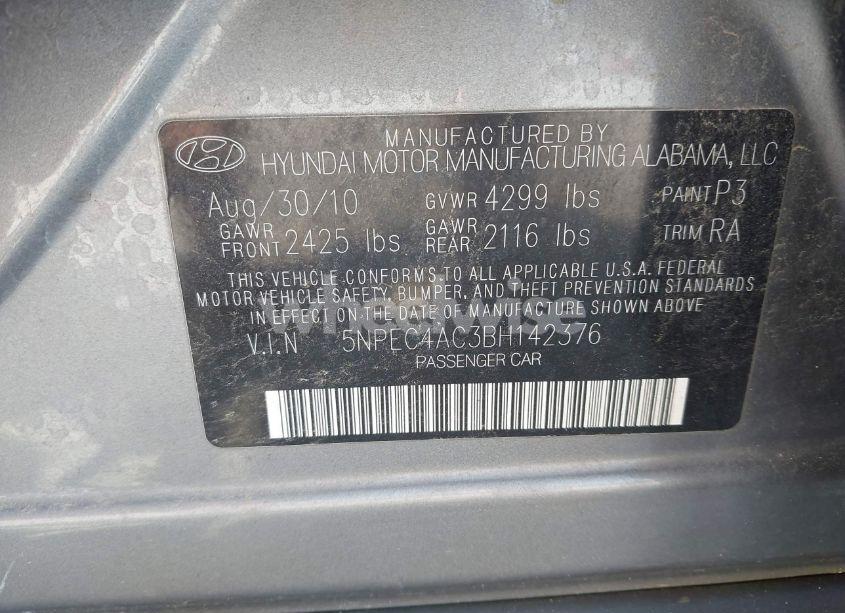 MANUFACTURED BY
HYUNDAI MOTOR MANUFACTURING ALABAMA, LLC
Aug/30/10 GVWR 4299 lbs PAINT P3
GAWR FRONT 2425 lbs GAWR REAR 2116 lbs TRIM RA
THIS VEHICLE CONFORMS TO ALL APPLICABLE U.S.A. FEDERAL
MOTOR VEHICLE SAFETY, BUMPER, AND THEFT PREVENTION STANDARDS
IN EFFECT ON THE DATE OF MANUFACTURE SHOWN ABOVE
V.I.N 5NPEC4AC3BH142376
PASSENGER CAR